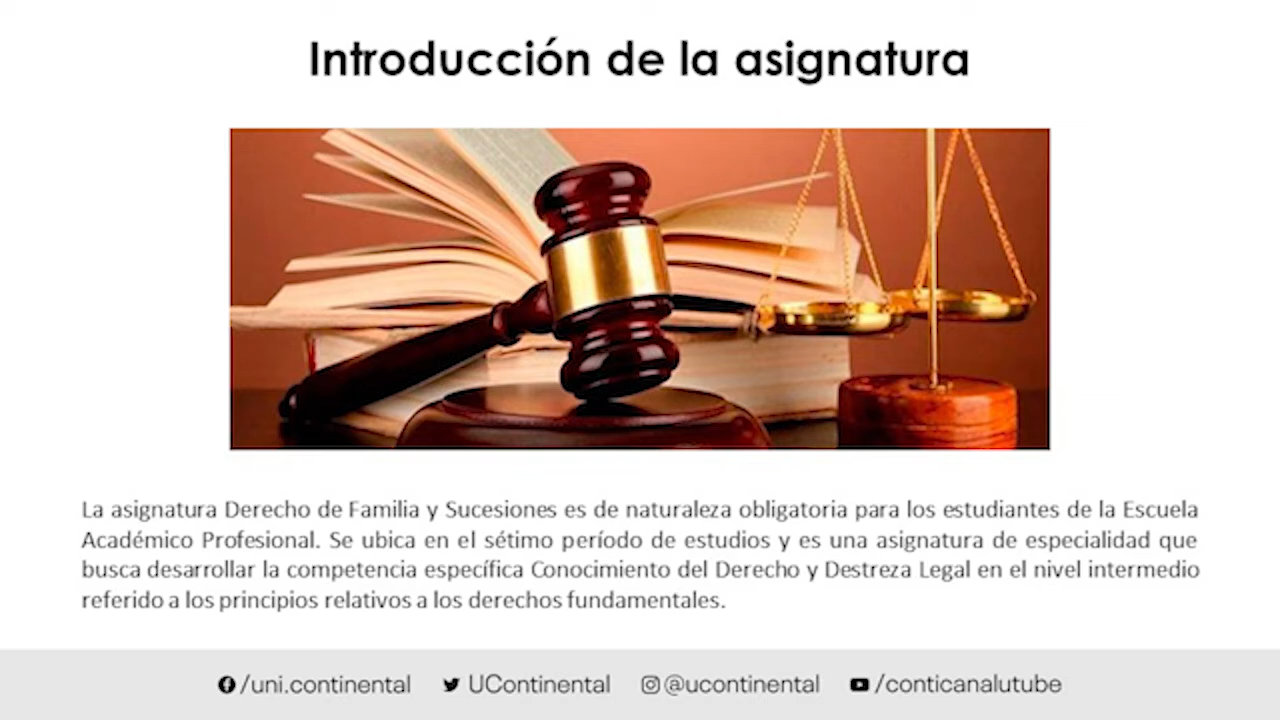 Introducción de la asignatura
La asignatura Derecho de Familia y Sucesiones es de naturaleza obligatoria para los estudiantes de la Escuela
Académico Profesional. Se ubica en el sétimo período de estudios y es una asignatura de especialidad que
busca desarrollar la competencia específica Conocimiento del Derecho y Destreza Legal en el nivel intermedio
referido a los principios relativos a los derechos fundamentales.
/uni.continental UContinental @ucontinental /conticanalutube